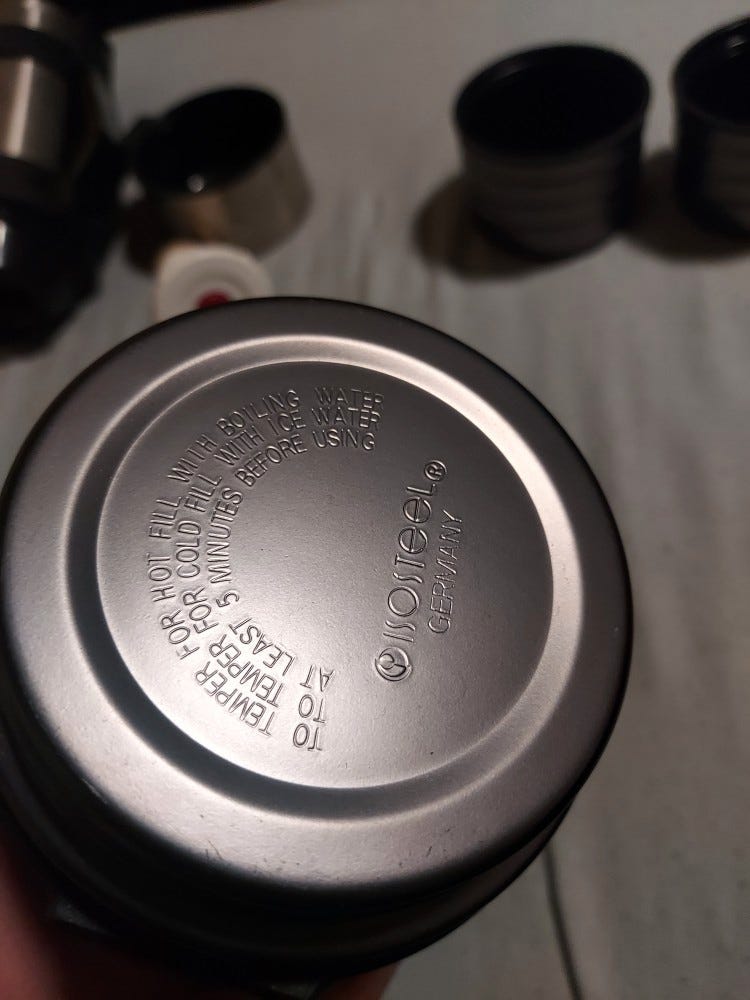 TO TEMPER FOR HOT FILL WITH BOILING WATER
TO TEMPER FOR COLD FILL WITH ICE WATER
AT LEAST 5 MINUTES BEFORE USING
ISOSTEEL®
GERMANY